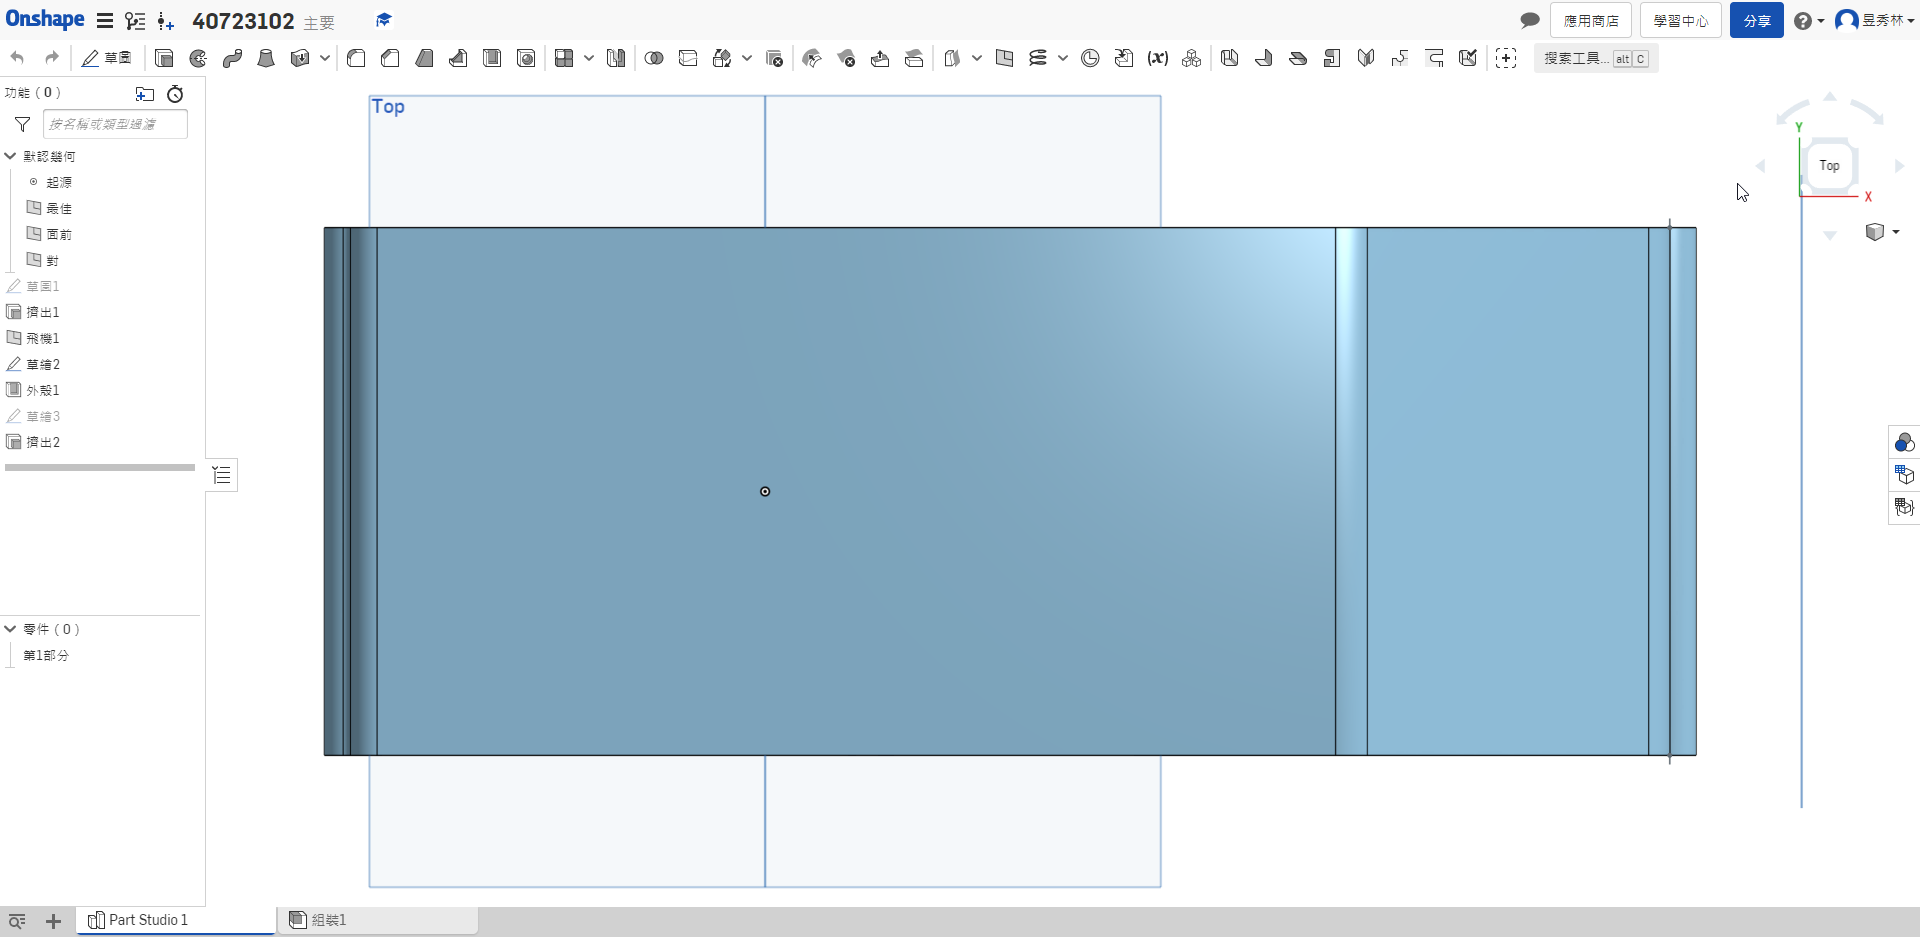 Onshape 40723102 主要 應用商店 學習中心 分享 昱秀林
草圖 搜索工具... alt C
功能 ( 0 )
按名稱或類型過濾
默認幾何
起源
最佳
面前
對
草圖1
擠出1
飛機1
草繪2
外殼1
草繪3
擠出2
零件 ( 0 )
第1部分
Top
Y
Top
X
Part Studio 1 組裝1